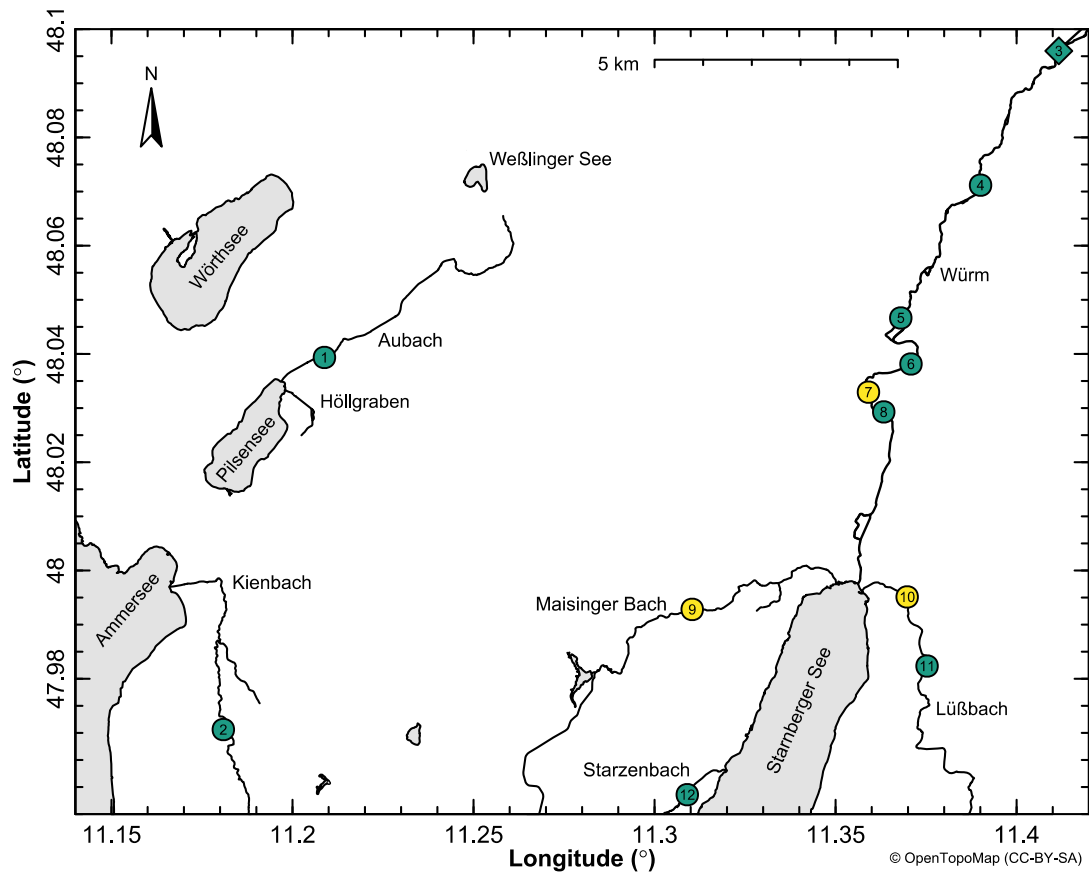 48.1
48.08
48.06
48.04
48.02
48
47.98
Latitude (°)
N
5 km
3
Weßlinger See
4
Wörthsee
Würm
5
Aubach
1
6
7
Höllgraben
8
Pilsensee
Kienbach
Ammersee
Maisinger Bach
9
10
11
Starnberger See
Lüßbach
2
Starzenbach
12
11.15
11.2
11.25
11.3
11.35
11.4
Longitude (°)
© OpenTopoMap (CC-BY-SA)